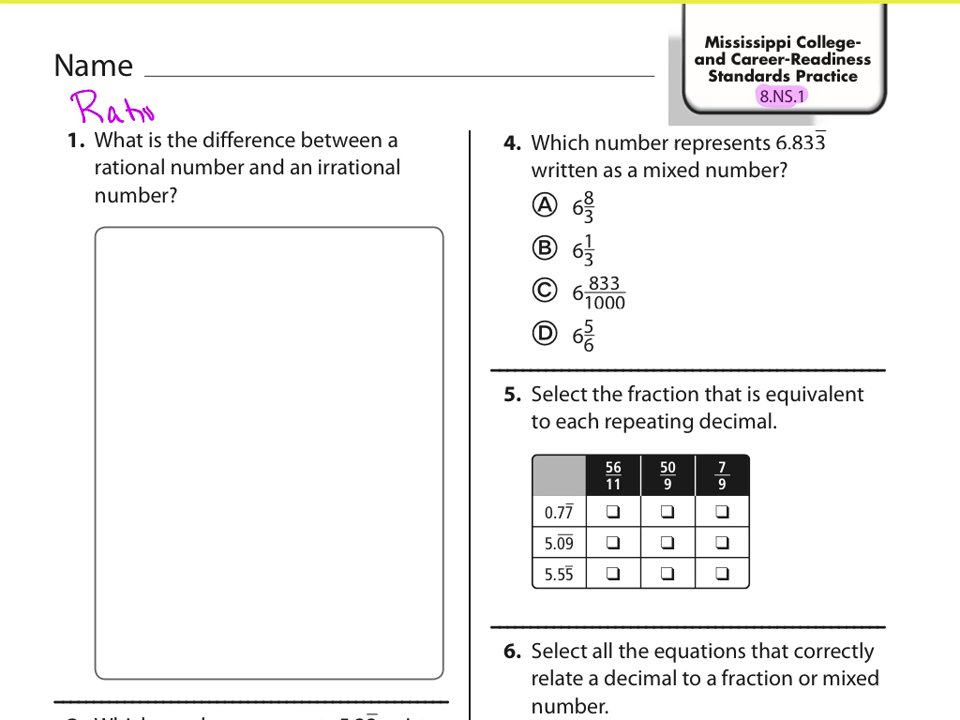 Mississippi College-
and Career-Readiness
Standards Practice
8.NS.1
Name
Ratio
1. What is the difference between a
rational number and an irrational
number?
4. Which number represents 6.833̅
written as a mixed number?
A 6 8/3
B 6 1/3
C 6 833/1000
D 6 5/6
5. Select the fraction that is equivalent
to each repeating decimal.
56/11 50/9 7/9
0.77̅
5.0̅9̅
5.55̅
6. Select all the equations that correctly
relate a decimal to a fraction or mixed
number.